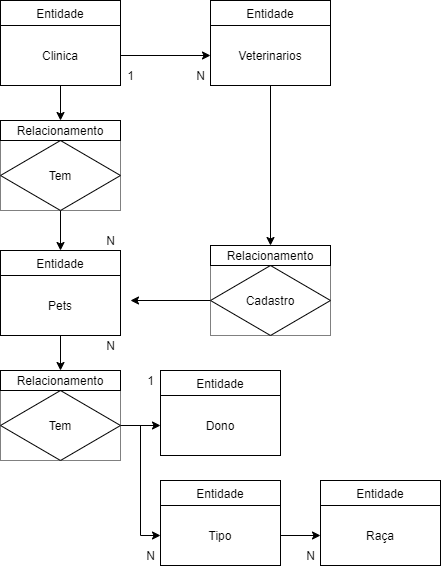 Entidade
Entidade
Clinica
Veterinarios
1
N
Relacionamento
Tem
N
Relacionamento
Entidade
Cadastro
Pets
N
Relacionamento
1
Entidade
Tem
Dono
Entidade
Entidade
Tipo
Raça
N
N